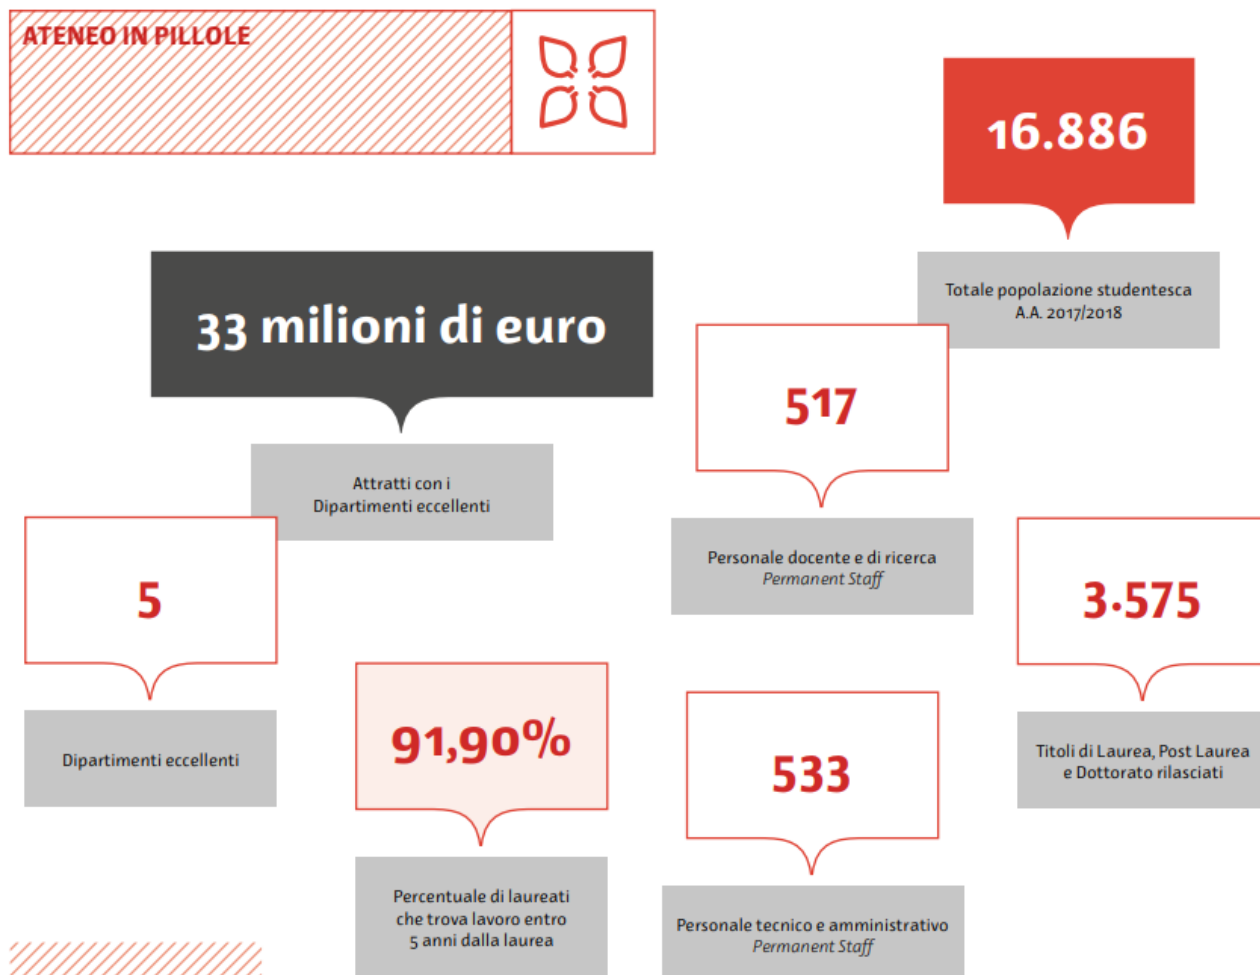 ATENEO IN PILLOLE
16.886
Totale popolazione studentesca
A.A. 2017/2018
33 milioni di euro
Attratti con i
Dipartimenti eccellenti
517
Personale docente e di ricerca
Permanent Staff
5
Dipartimenti eccellenti
3.575
Titoli di Laurea, Post Laurea
e Dottorato rilasciati
91,90%
Percentuale di laureati
che trova lavoro entro
5 anni dalla laurea
533
Personale tecnico e amministrativo
Permanent Staff